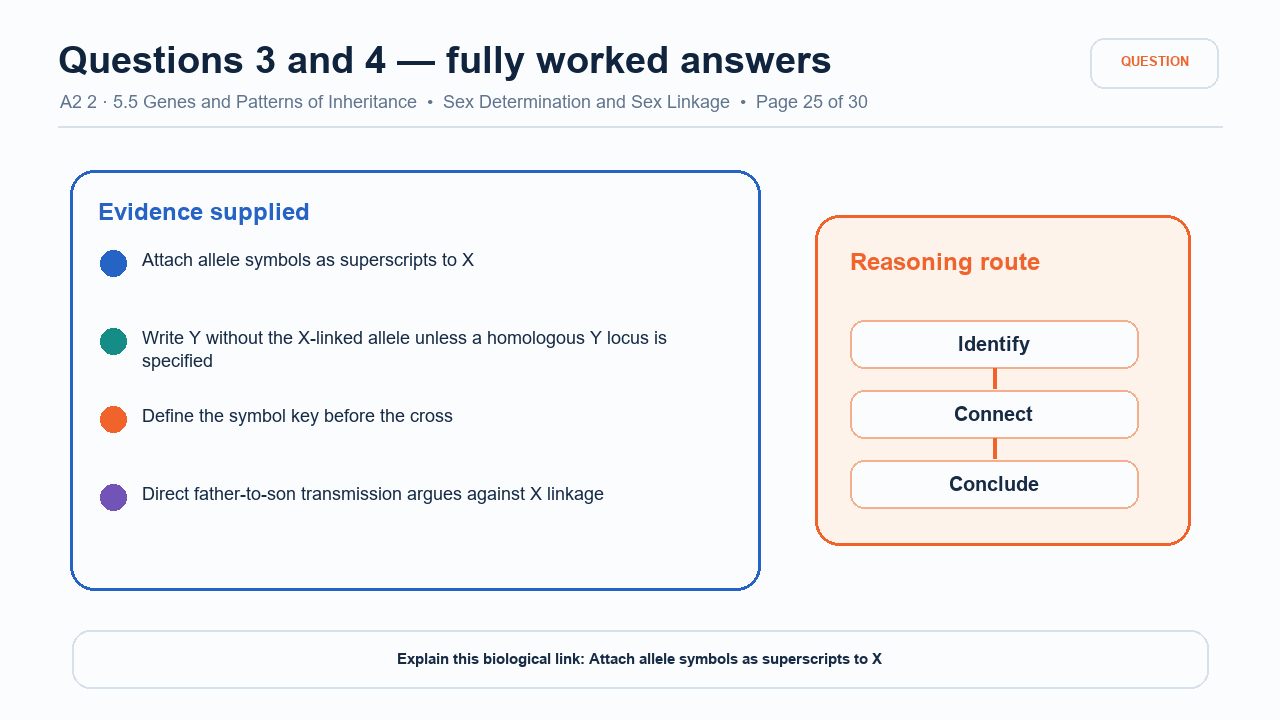 Questions 3 and 4 — fully worked answers
QUESTION
A2 2 · 5.5 Genes and Patterns of Inheritance • Sex Determination and Sex Linkage • Page 25 of 30
Evidence supplied
Attach allele symbols as superscripts to X
Write Y without the X-linked allele unless a homologous Y locus is
specified
Define the symbol key before the cross
Direct father-to-son transmission argues against X linkage
Reasoning route
Identify
Connect
Conclude
Explain this biological link: Attach allele symbols as superscripts to X